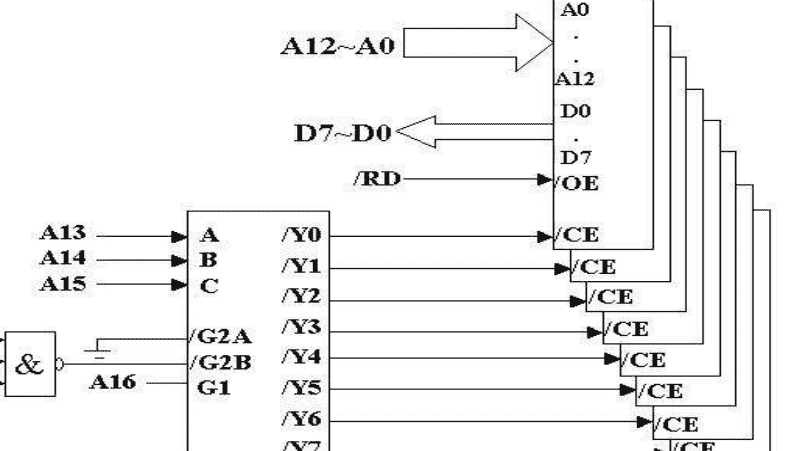 A0
A12~A0
A12
D0
D7~D0
D7
/RD
/OE
A13
A
/Y0
/CE
A14
B
/Y1
/CE
A15
C
/Y2
/CE
/Y3
/CE
/G2A
&
/G2B
/Y4
/CE
A16
G1
/Y5
/CE
/Y6
/CE
/Y7
/CE